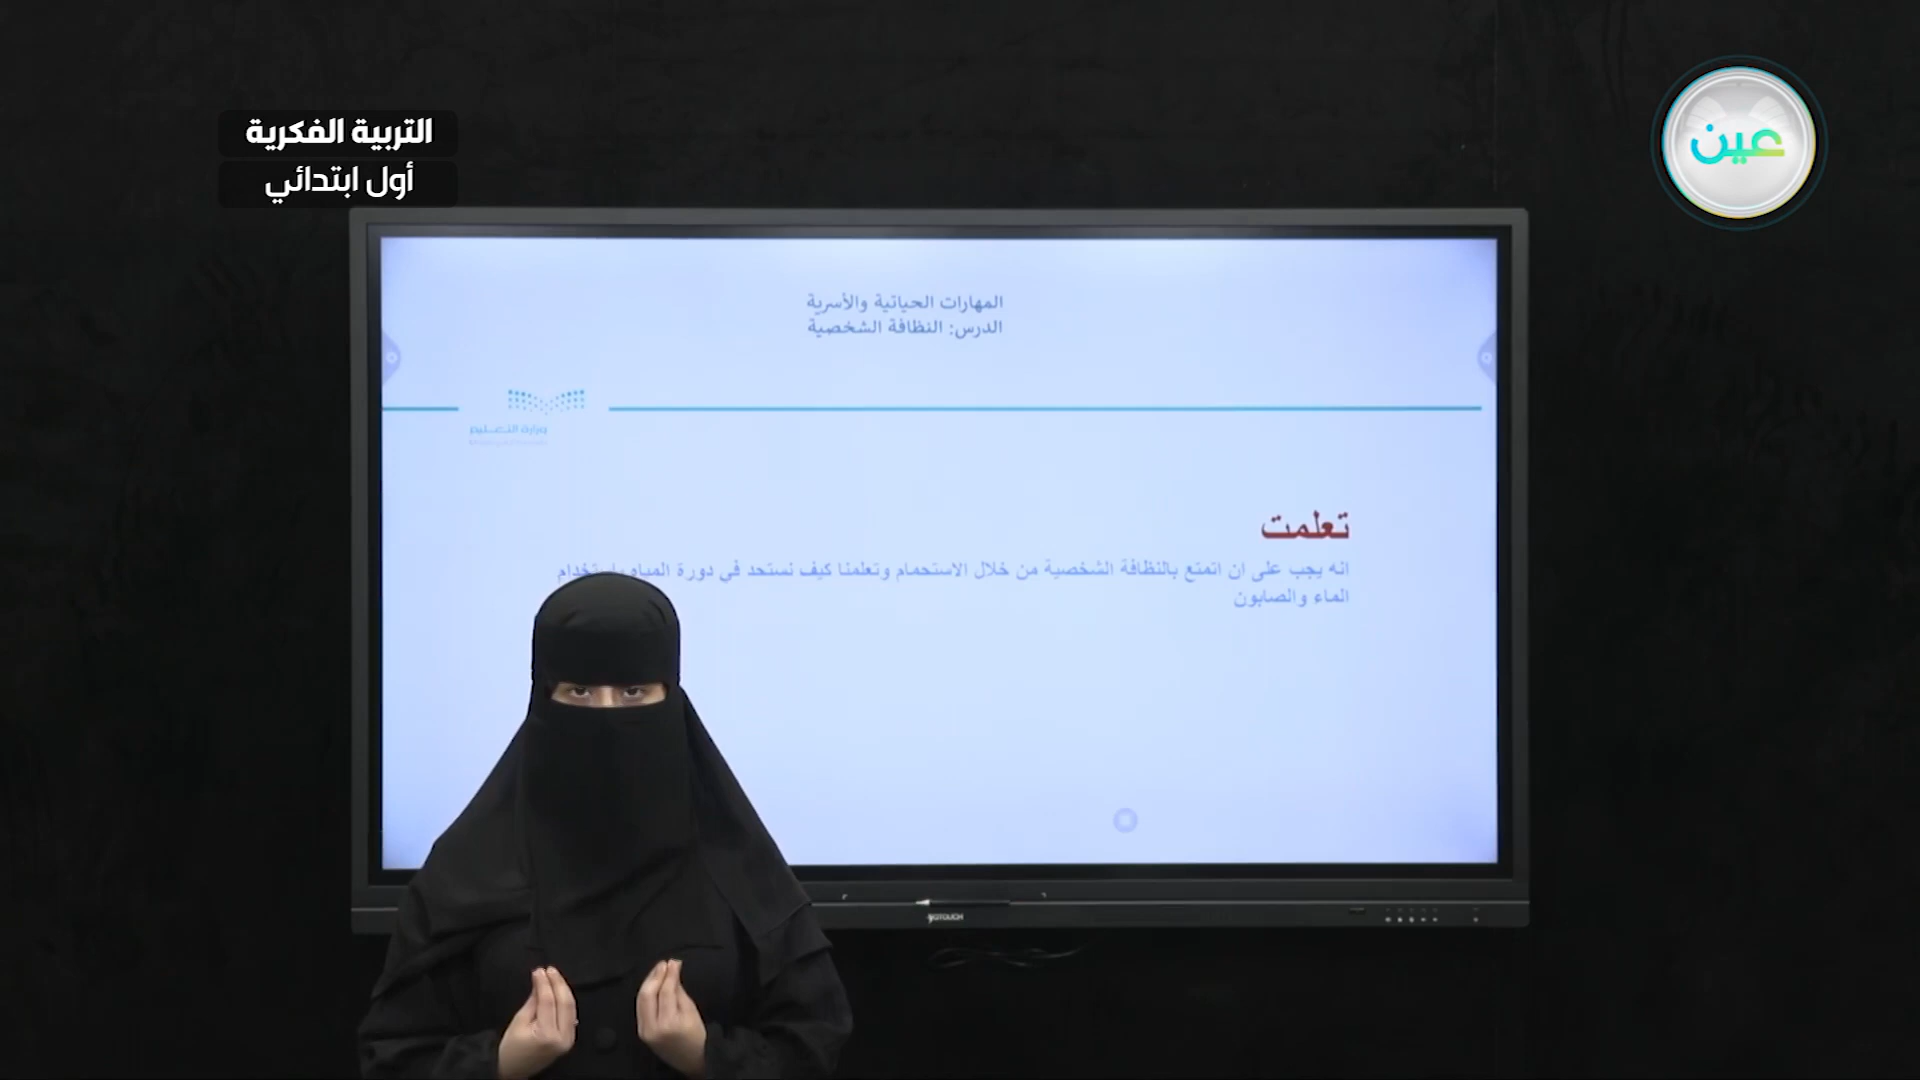 التربية الفكرية
أول ابتدائي
عين
المهارات الحياتية والأسرية
الدرس: النظافة الشخصية
وزارة التعليم
تعلمت
انه يجب على ان اتمتع بالنظافة الشخصية من خلال الاستحمام وتعلمنا كيف نستحد في دورة المياه باستخدام
الماء والصابون